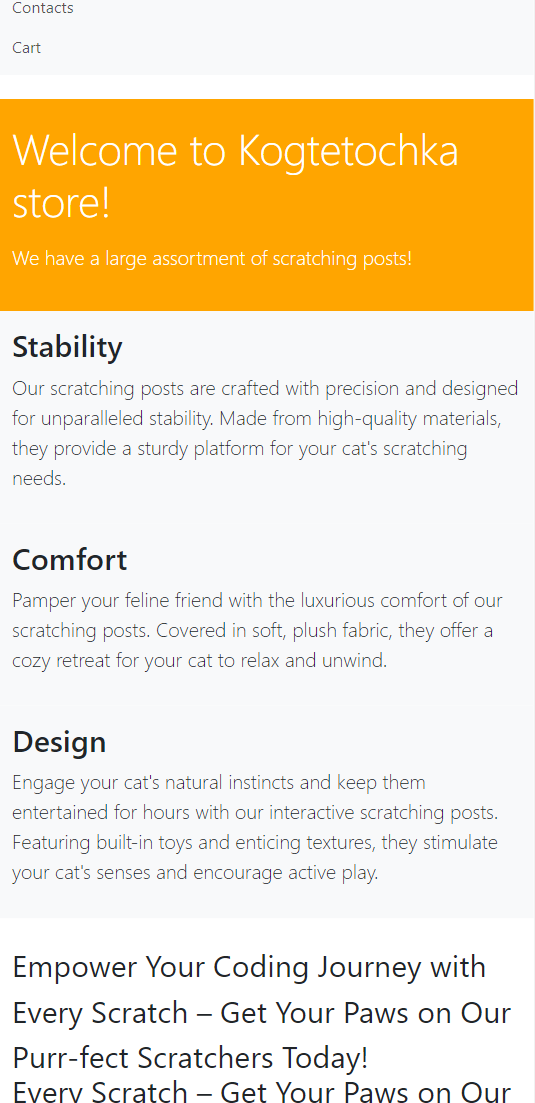 Contacts
Cart
Welcome to Kogtetochka
store!
We have a large assortment of scratching posts!
Stability
Our scratching posts are crafted with precision and designed
for unparalleled stability. Made from high-quality materials,
they provide a sturdy platform for your cat's scratching
needs.
Comfort
Pamper your feline friend with the luxurious comfort of our
scratching posts. Covered in soft, plush fabric, they offer a
cozy retreat for your cat to relax and unwind.
Design
Engage your cat's natural instincts and keep them
entertained for hours with our interactive scratching posts.
Featuring built-in toys and enticing textures, they stimulate
your cat's senses and encourage active play.
Empower Your Coding Journey with
Every Scratch – Get Your Paws on Our
Purr-fect Scratchers Today!
Every Scratch – Get Your Paws on Our